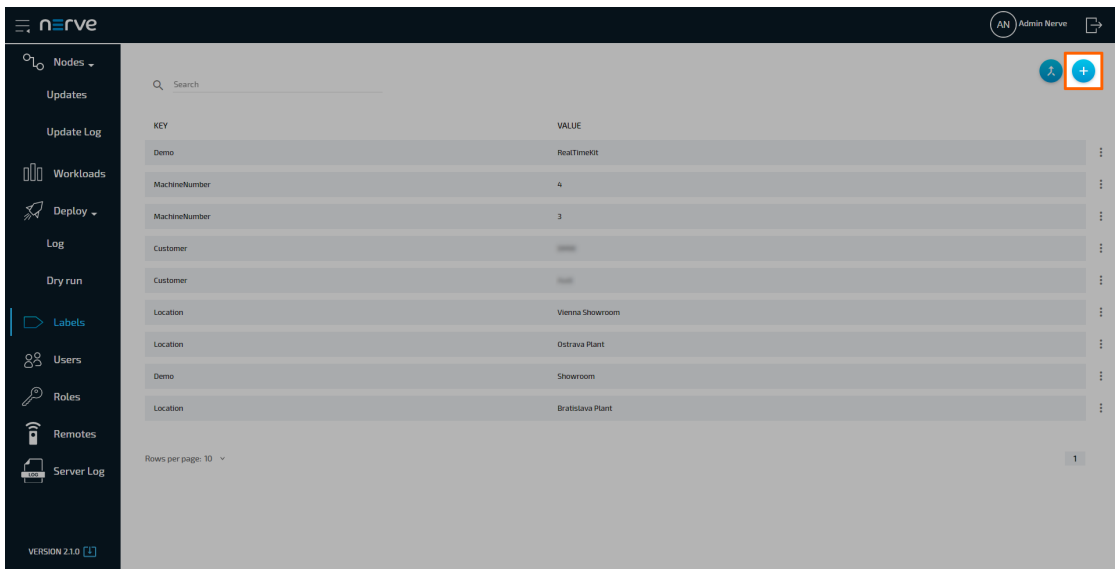 nerve
AN Admin Nerve
Nodes
Updates
Update Log
Workloads
Deploy
Log
Dry run
Labels
Users
Roles
Remotes
LOG Server Log
VERSION 2.1.0
Search
KEY VALUE
Demo RealTimeKit
MachineNumber 4
MachineNumber 3
Customer
Customer
Location Vienna Showroom
Location Ostrava Plant
Demo Showroom
Location Bratislava Plant
Rows per page: 10 1